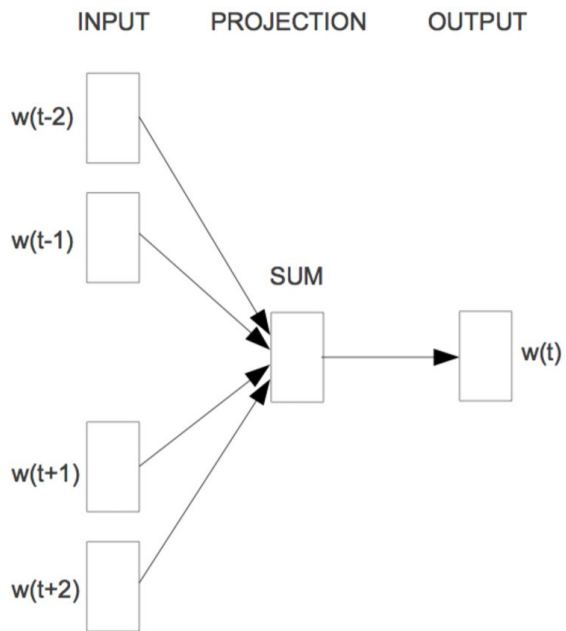 INPUT PROJECTION OUTPUT
w(t-2)
w(t-1)
SUM
w(t)
w(t+1)
w(t+2)